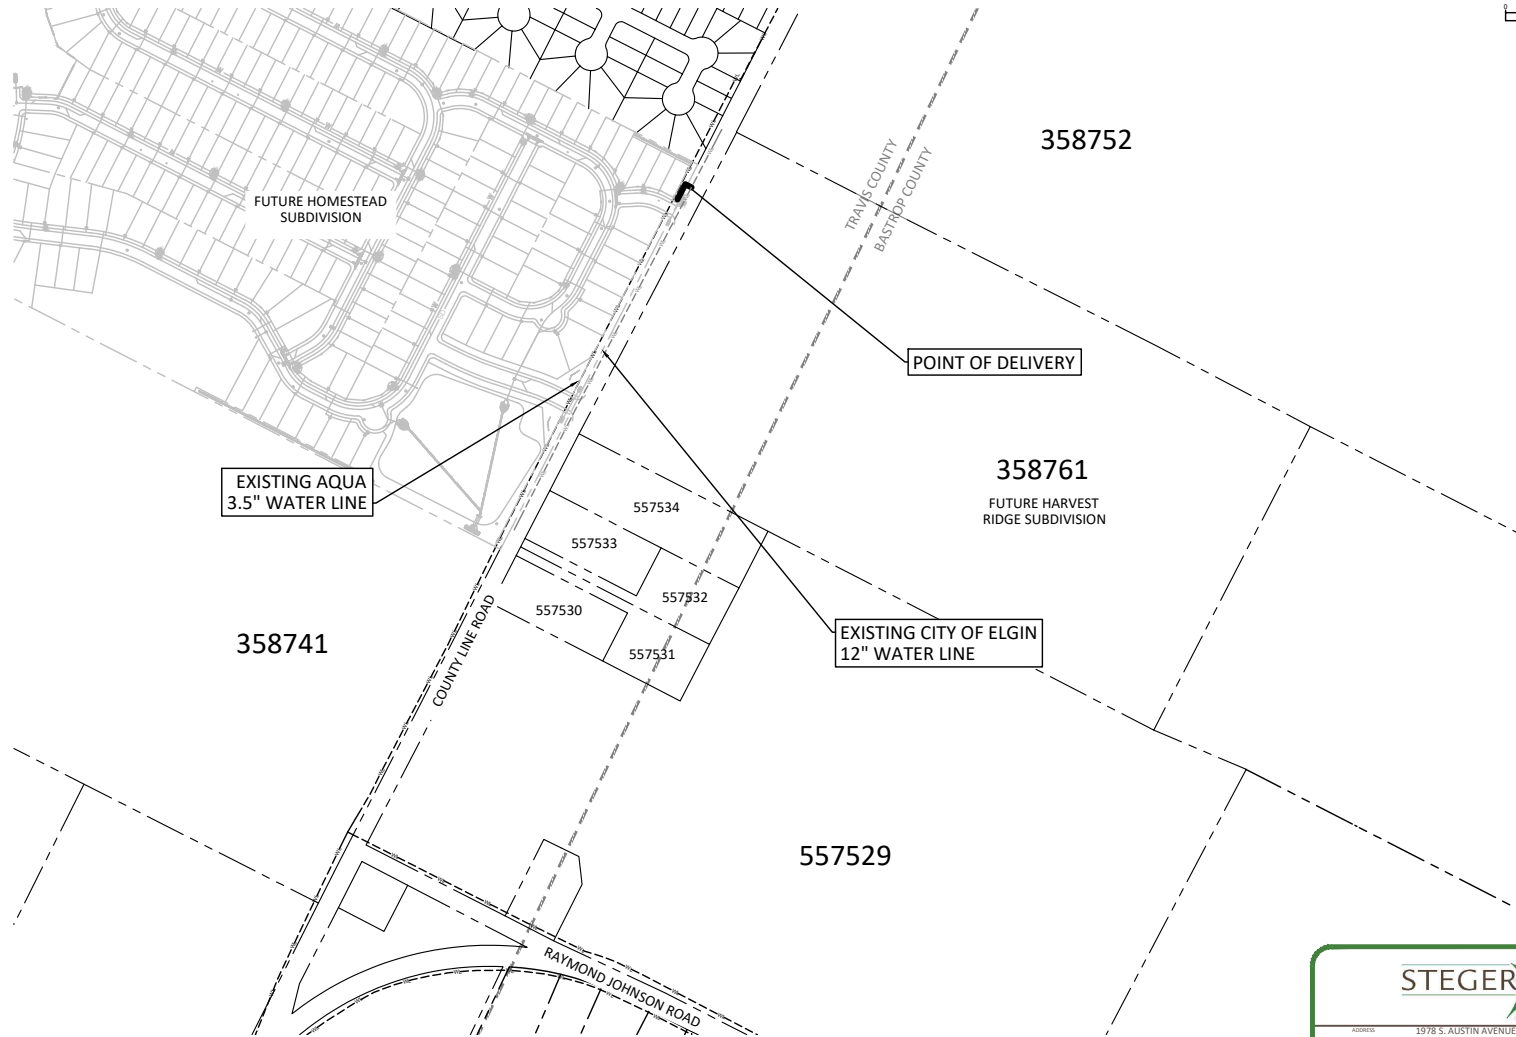 0
358752
TRAVIS COUNTY
BASTROP COUNTY
FUTURE HOMESTEAD
SUBDIVISION
POINT OF DELIVERY
EXISTING AQUA
3.5" WATER LINE
358761
FUTURE HARVEST
RIDGE SUBDIVISION
557534
557533
557532
557530
557531
EXISTING CITY OF ELGIN
12" WATER LINE
358741
COUNTY LINE ROAD
557529
RAYMOND JOHNSON ROAD
STEGER
ADDRESS
1978 S. AUSTIN AVENUE